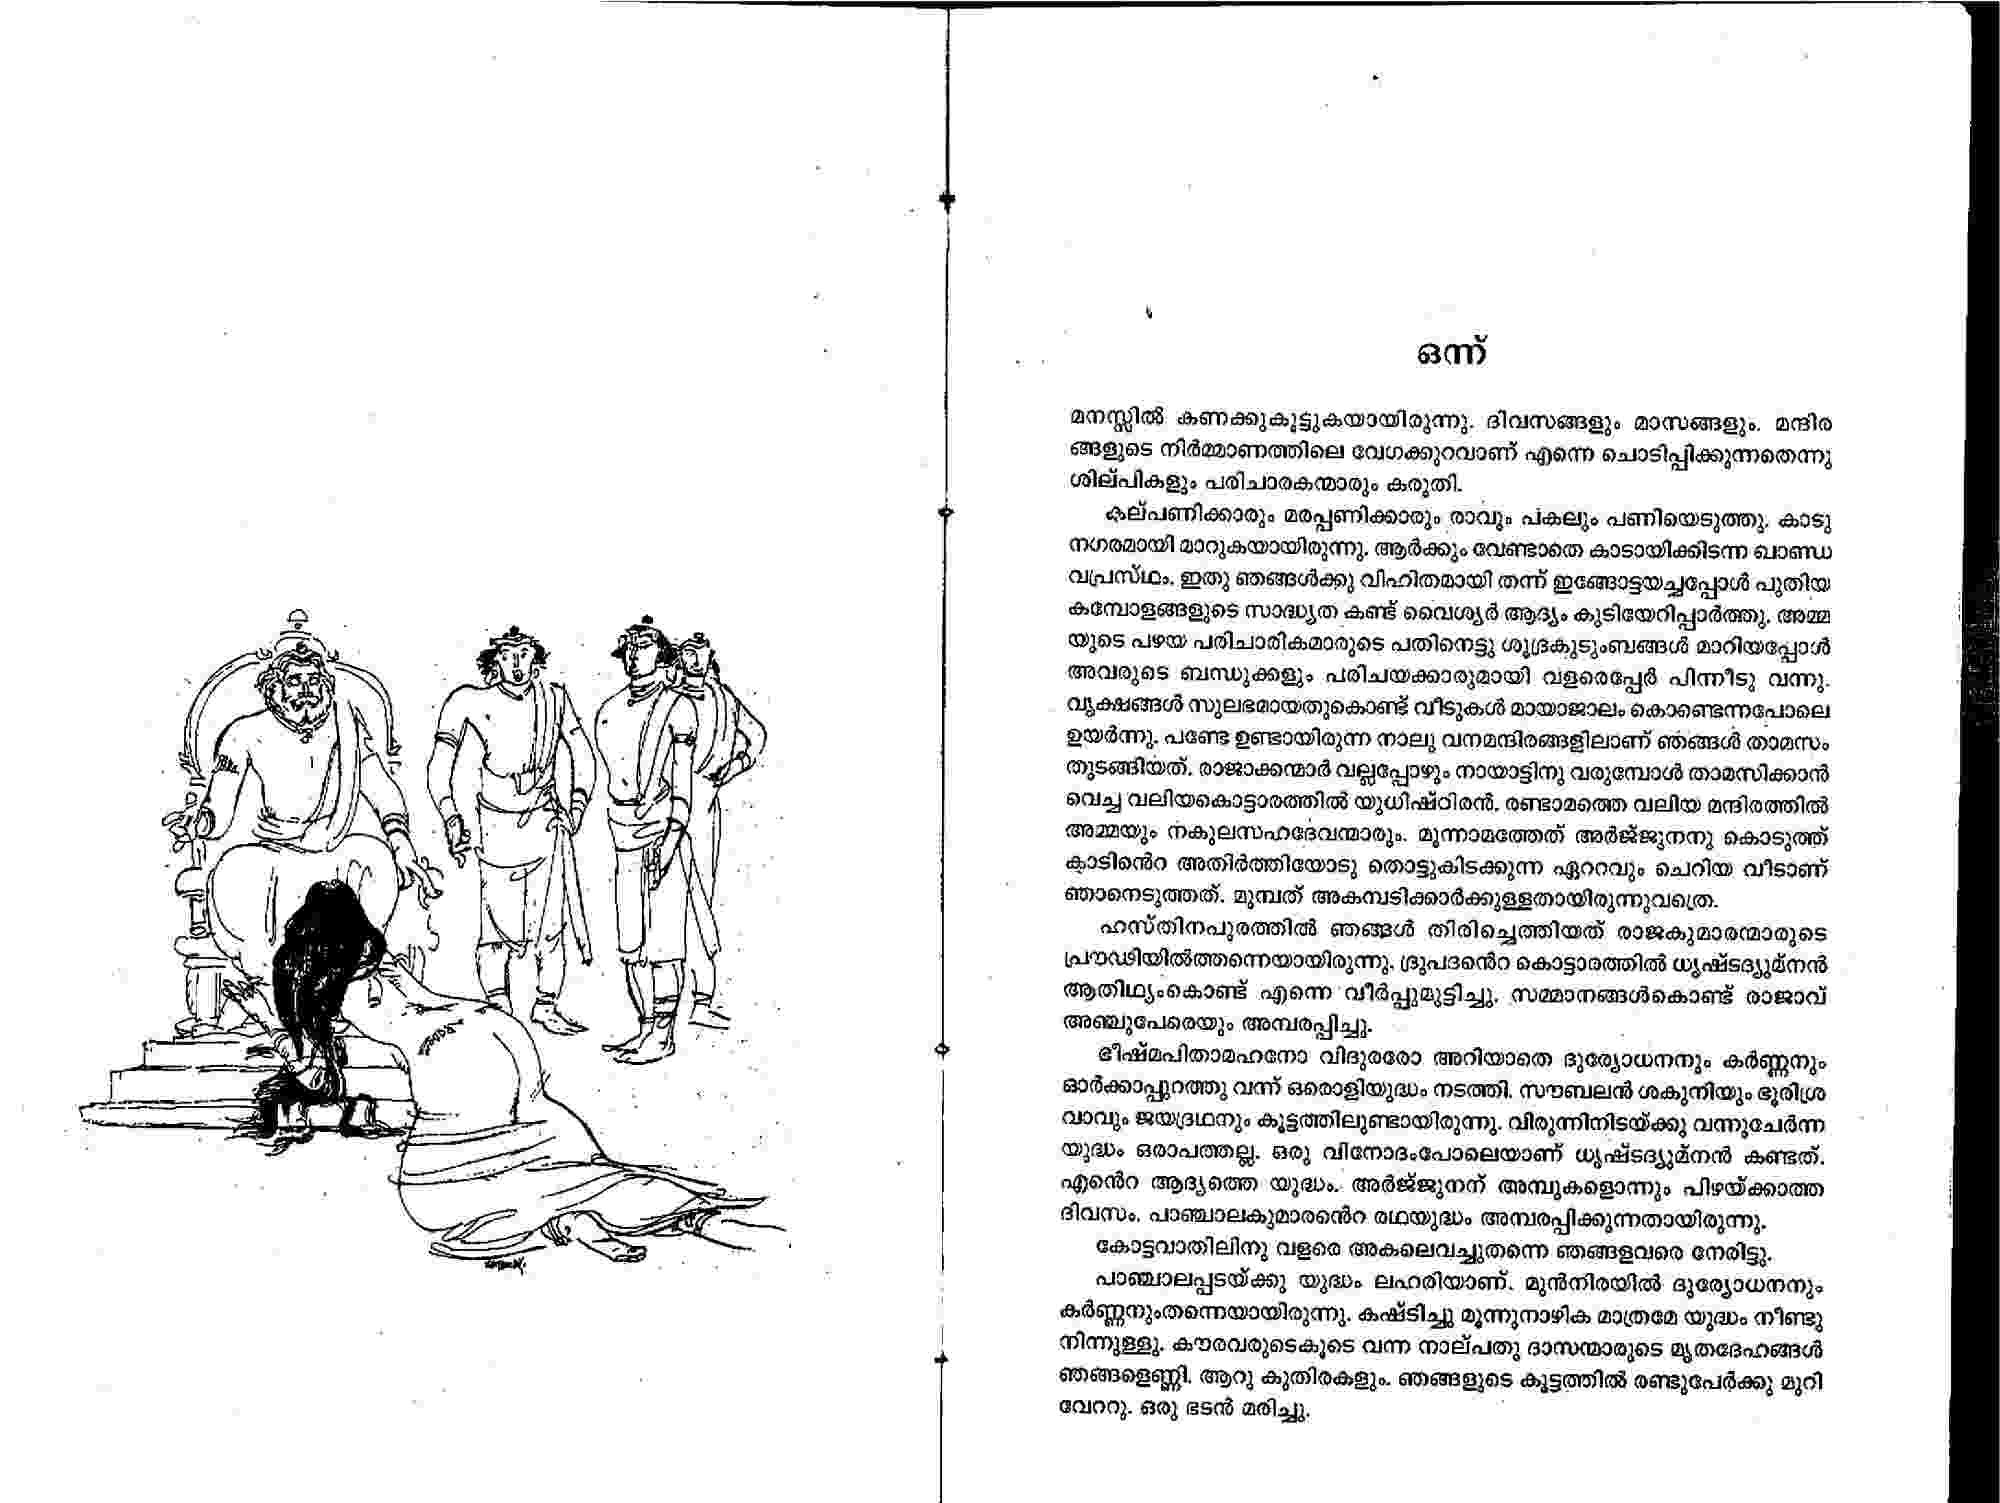 ഒന്ന്
മനസ്സിൽ കണക്കുകൂട്ടുകയായിരുന്നു. ദിവസങ്ങളും മാസങ്ങളും. മന്ദിര
ങ്ങളുടെ നിർമ്മാണത്തിലെ വേഗക്കുറവാണ് എന്നെ ചൊടിപ്പിക്കുന്നതെന്നു
ശില്പികളും പരിചാരകന്മാരും കരുതി.
കല്പണിക്കാരും മരപ്പണിക്കാരും രാവും പകലും പണിയെടുത്തു. കാടു
നഗരമായി മാറുകയായിരുന്നു. ആർക്കും വേണ്ടാതെ കാടായിക്കിടന്ന ഖാണ്ഡ
വപ്രസ്ഥം. ഇതു ഞങ്ങൾക്കു വിഹിതമായി തന്ന് ഇങ്ങോട്ടയച്ചപ്പോൾ പുതിയ
കമ്പോളങ്ങളുടെ സാദ്ധ്യത കണ്ട് വൈശ്യർ ആദ്യം കുടിയേറിപ്പാർത്തു. അമ്മ
യുടെ പഴയ പരിചാരികമാരുടെ പതിനെട്ടു ശൂദ്രകുടുംബങ്ങൾ മാറിയപ്പോൾ
അവരുടെ ബന്ധുക്കളും പരിചയക്കാരുമായി വളരെപ്പേർ പിന്നീടു വന്നു.
വൃക്ഷങ്ങൾ സുലഭമായതുകൊണ്ട് വീടുകൾ മായാജാലം കൊണ്ടെന്നപോലെ
ഉയർന്നു. പണ്ടേ ഉണ്ടായിരുന്ന നാലു വനമന്ദിരങ്ങളിലാണ് ഞങ്ങൾ താമസം
തുടങ്ങിയത്. രാജാക്കന്മാർ വല്ലപ്പോഴും നായാട്ടിനു വരുമ്പോൾ താമസിക്കാൻ
വെച്ച വലിയകൊട്ടാരത്തിൽ യുധിഷ്ഠിരൻ. രണ്ടാമത്തെ വലിയ മന്ദിരത്തിൽ
അമ്മയും നകുലസഹദേവന്മാരും. മൂന്നാമത്തേത് അർജ്ജുനനു കൊടുത്ത്
കാടിൻെറ അതിർത്തിയോടു തൊട്ടുകിടക്കുന്ന ഏററവും ചെറിയ വീടാണ്
ഞാനെടുത്തത്. മുമ്പത് അകമ്പടിക്കാർക്കുള്ളതായിരുന്നുവത്രെ.
ഹസ്തിനപുരത്തിൽ ഞങ്ങൾ തിരിച്ചെത്തിയത് രാജകുമാരന്മാരുടെ
പ്രൗഢിയിൽത്തന്നെയായിരുന്നു. ദ്രുപദൻെറ കൊട്ടാരത്തിൽ ധൃഷ്ടദ്യുമ്നൻ
ആതിഥ്യംകൊണ്ട് എന്നെ വീർപ്പുമുട്ടിച്ചു. സമ്മാനങ്ങൾകൊണ്ട് രാജാവ്
അഞ്ചുപേരെയും അമ്പരപ്പിച്ചു.
ഭീഷ്മപിതാമഹനോ വിദുരരോ അറിയാതെ ദുര്യോധനനും കർണ്ണനും
ഓർക്കാപ്പുറത്തു വന്ന് ഒരൊളിയുദ്ധം നടത്തി. സൗബലൻ ശകുനിയും ഭൂരിശ്ര
വാവും ജയദ്രഥനും കൂട്ടത്തിലുണ്ടായിരുന്നു. വിരുന്നിനിടയ്ക്കു വന്നുചേർന്ന
യുദ്ധം ഒരാപത്തല്ല. ഒരു വിനോദംപോലെയാണ് ധൃഷ്ടദ്യുമ്നൻ കണ്ടത്.
എൻെറ ആദ്യത്തെ യുദ്ധം. അർജ്ജുനന് അമ്പുകളൊന്നും പിഴയ്ക്കാത്ത
ദിവസം. പാഞ്ചാലകുമാരൻെറ രഥയുദ്ധം അമ്പരപ്പിക്കുന്നതായിരുന്നു.
കോട്ടവാതിലിനു വളരെ അകലെവച്ചുതന്നെ ഞങ്ങളവരെ നേരിട്ടു.
പാഞ്ചാലപ്പടയ്ക്കു യുദ്ധം ലഹരിയാണ്. മുൻനിരയിൽ ദുര്യോധനനും
കർണ്ണനുംതന്നെയായിരുന്നു. കഷ്ടിച്ചു മൂന്നുനാഴിക മാത്രമേ യുദ്ധം നീണ്ടു
നിന്നുള്ളു. കൗരവരുടെകൂടെ വന്ന നാല്പതു ദാസന്മാരുടെ മൃതദേഹങ്ങൾ
ഞങ്ങളെണ്ണി. ആറു കുതിരകളും. ഞങ്ങളുടെ കൂട്ടത്തിൽ രണ്ടുപേർക്കു മുറി
വേററു. ഒരു ഭടൻ മരിച്ചു.